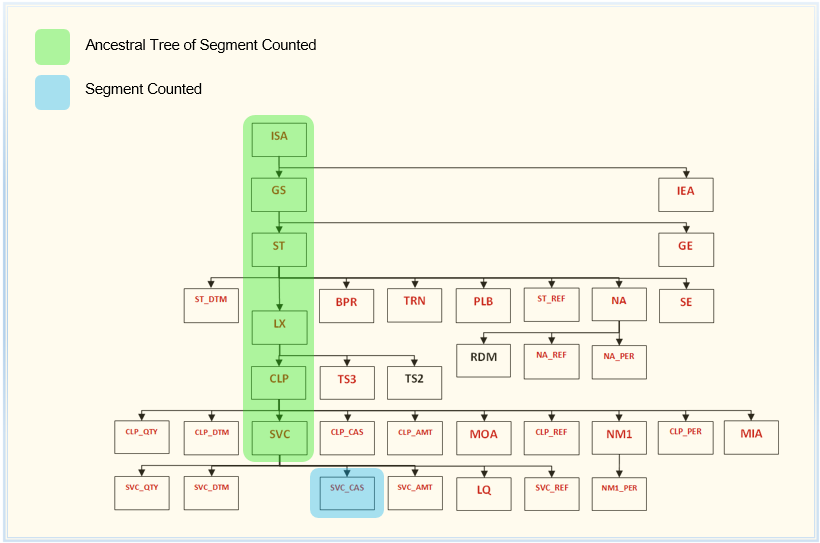 Ancestral Tree of Segment Counted
Segment Counted
ISA
GS
IEA
ST
GE
ST_DTM
BPR
TRN
PLB
ST_REF
NA
SE
LX
RDM
NA_REF
NA_PER
CLP
TS3
TS2
CLP_QTY
CLP_DTM
SVC
CLP_CAS
CLP_AMT
MOA
CLP_REF
NM1
CLP_PER
MIA
SVC_QTY
SVC_DTM
SVC_CAS
SVC_AMT
LQ
SVC_REF
NM1_PER